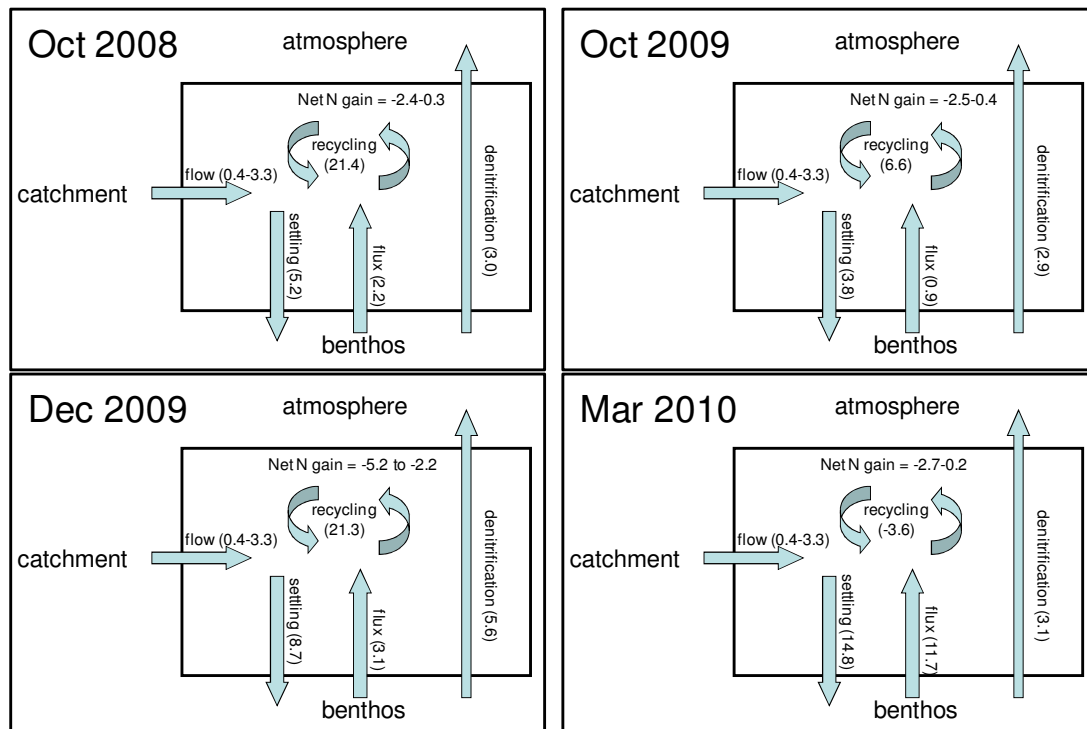 Oct 2008
atmosphere
Net N gain = -2.4-0.3
recycling
(21.4)
flow (0.4-3.3)
catchment
settling (5.2)
flux (2.2)
denitrification (3.0)
benthos
Oct 2009
atmosphere
Net N gain = -2.5-0.4
recycling
(6.6)
flow (0.4-3.3)
catchment
settling (3.8)
flux (0.9)
denitrification (2.9)
benthos
Dec 2009
atmosphere
Net N gain = -5.2 to -2.2
recycling
(21.3)
flow (0.4-3.3)
catchment
settling (8.7)
flux (3.1)
denitrification (5.6)
benthos
Mar 2010
atmosphere
Net N gain = -2.7-0.2
recycling
(-3.6)
flow (0.4-3.3)
catchment
settling (14.8)
flux (11.7)
denitrification (3.1)
benthos